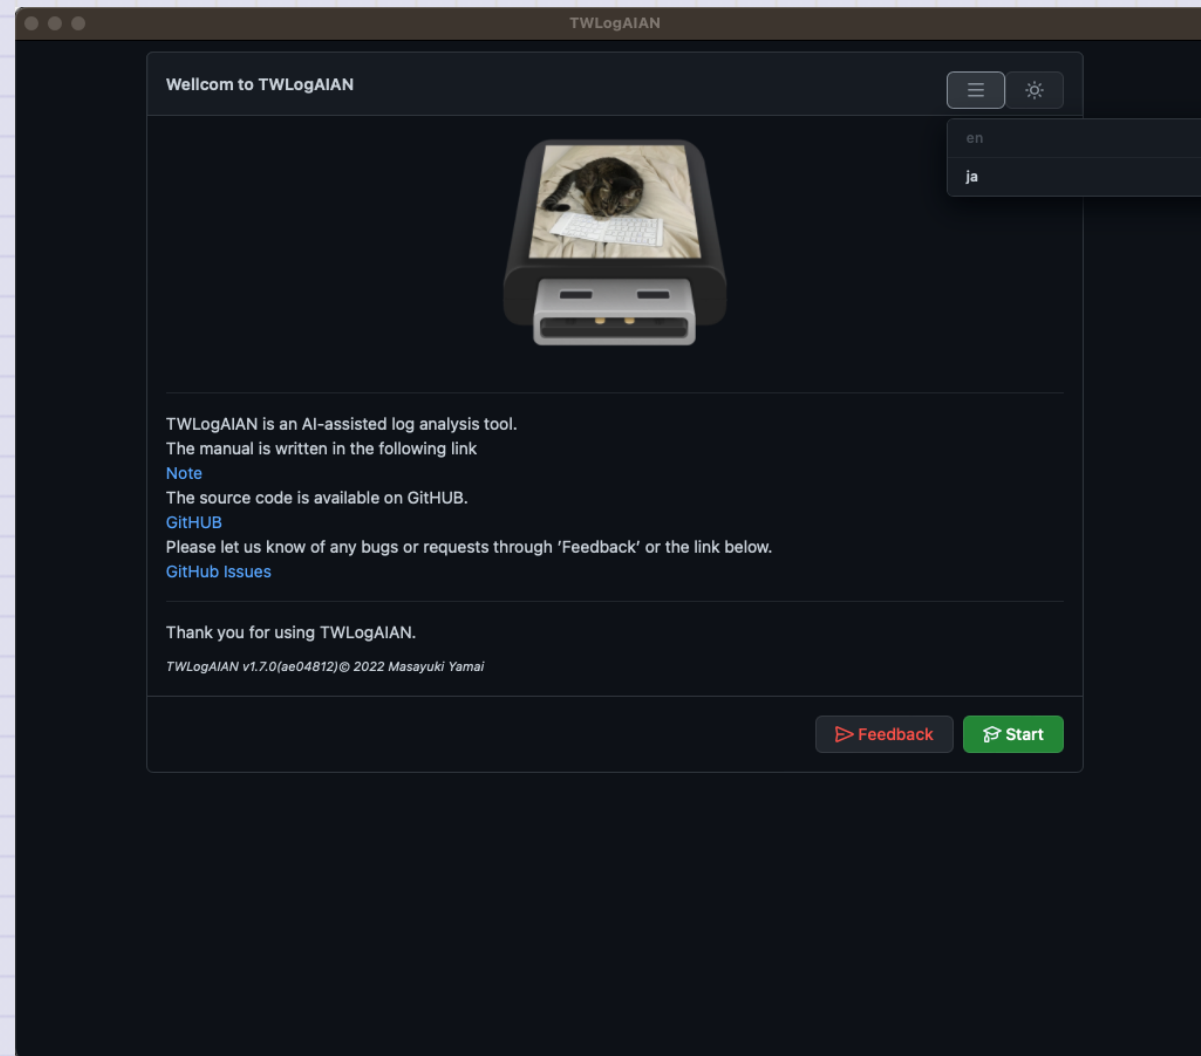 TWLogAIAN
Wellcom to TWLogAIAN
en
ja
TWLogAIAN is an AI-assisted log analysis tool.
The manual is written in the following link
Note
The source code is available on GitHUB.
GitHUB
Please let us know of any bugs or requests through ‘Feedback’ or the link below.
GitHub Issues
Thank you for using TWLogAIAN.
TWLogAIAN v1.7.0(ae04812)© 2022 Masayuki Yamai
Feedback
Start